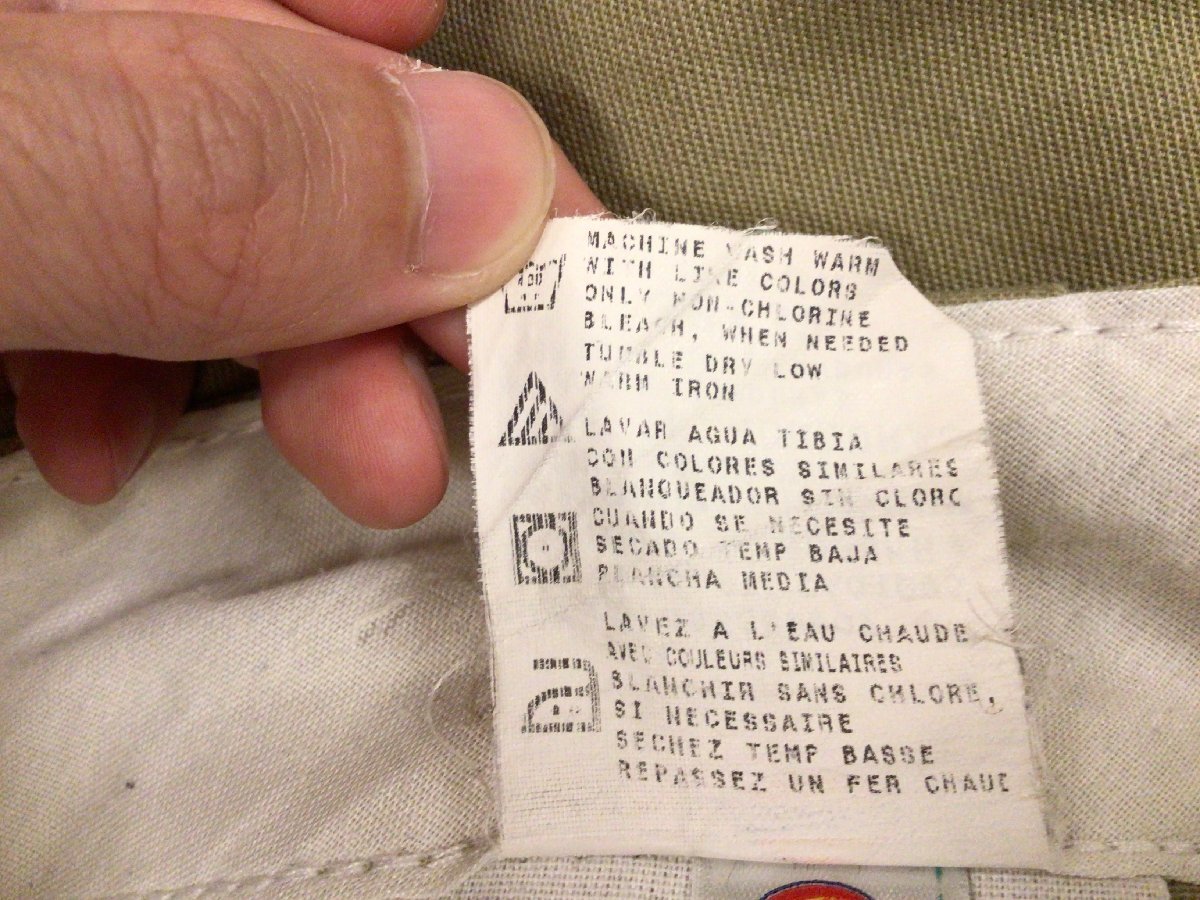 MACHINE WASH WARM
WITH LIKE COLORS
ONLY NON-CHLORINE
BLEACH, WHEN NEEDED
TUMBLE DRY LOW
WARM IRON
LAVAR AGUA TIBIA
CON COLORES SIMILARES
BLANQUEADOR SIN CLORO
CUANDO SE NECESITE
SECADO TEMP BAJA
PLANCHA MEDIA
LAVEZ A L'EAU CHAUDE
AVEC COULEURS SIMILAIRES
BLANCHIR SANS CHLORE,
SI NECESSAIRE
SECHEZ TEMP BASSE
REPASSEZ UN FER CHAUD